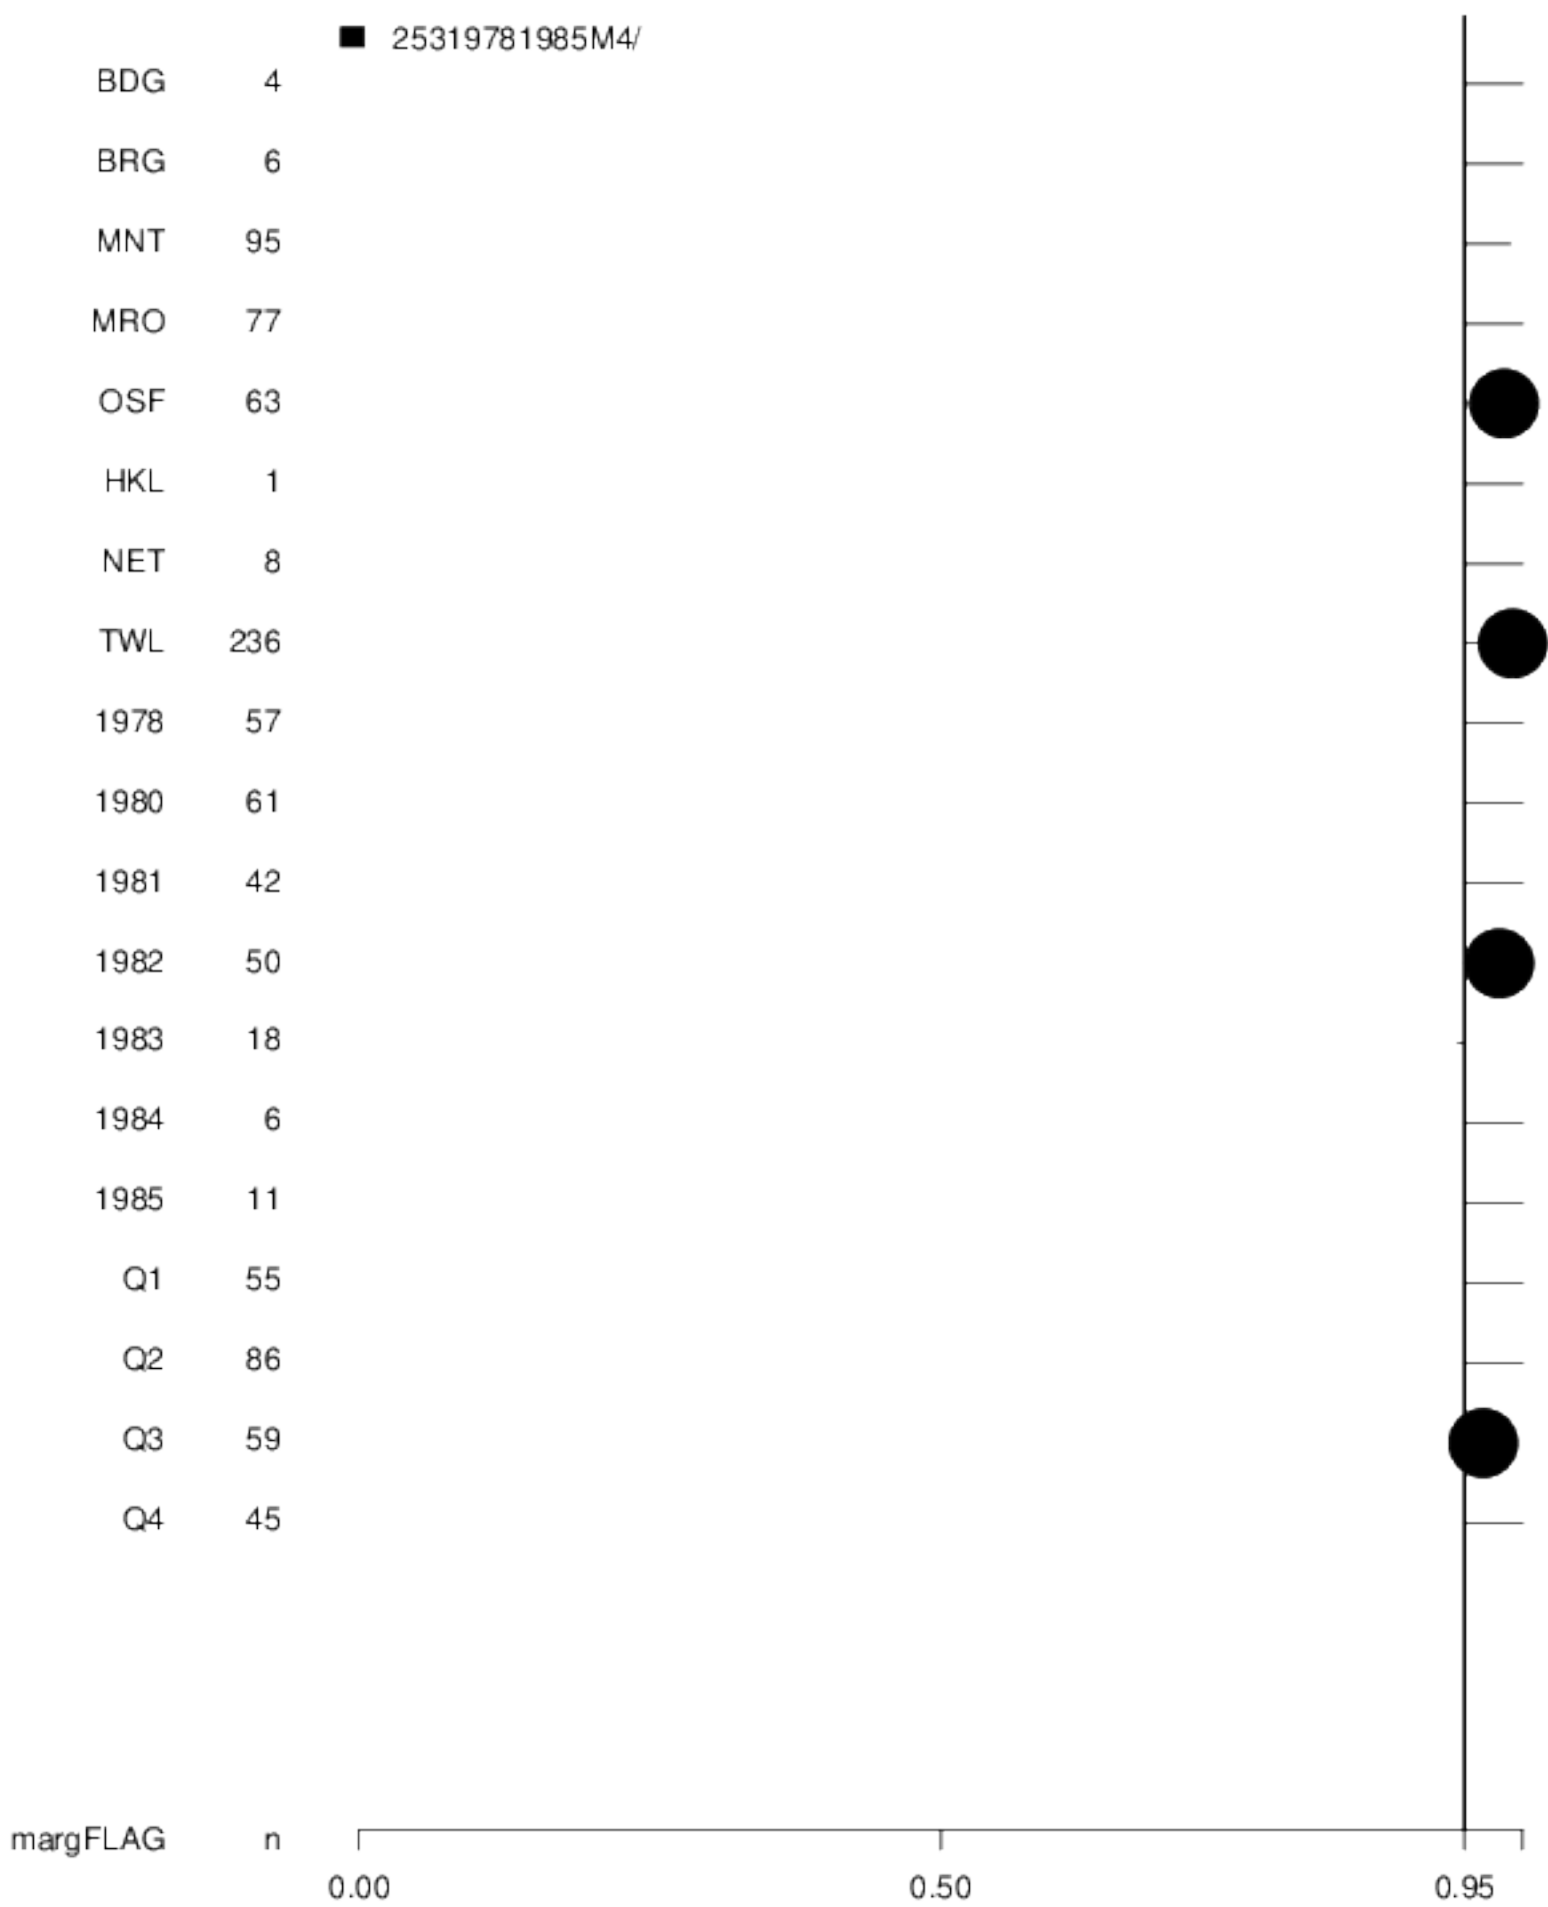 25319781985M4/
BDG 4
BRG 6
MNT 95
MRO 77
OSF 63
HKL 1
NET 8
TWL 236
1978 57
1980 61
1981 42
1982 50
1983 18
1984 6
1985 11
Q1 55
Q2 86
Q3 59
Q4 45
margFLAG n
0.00 0.50 0.95